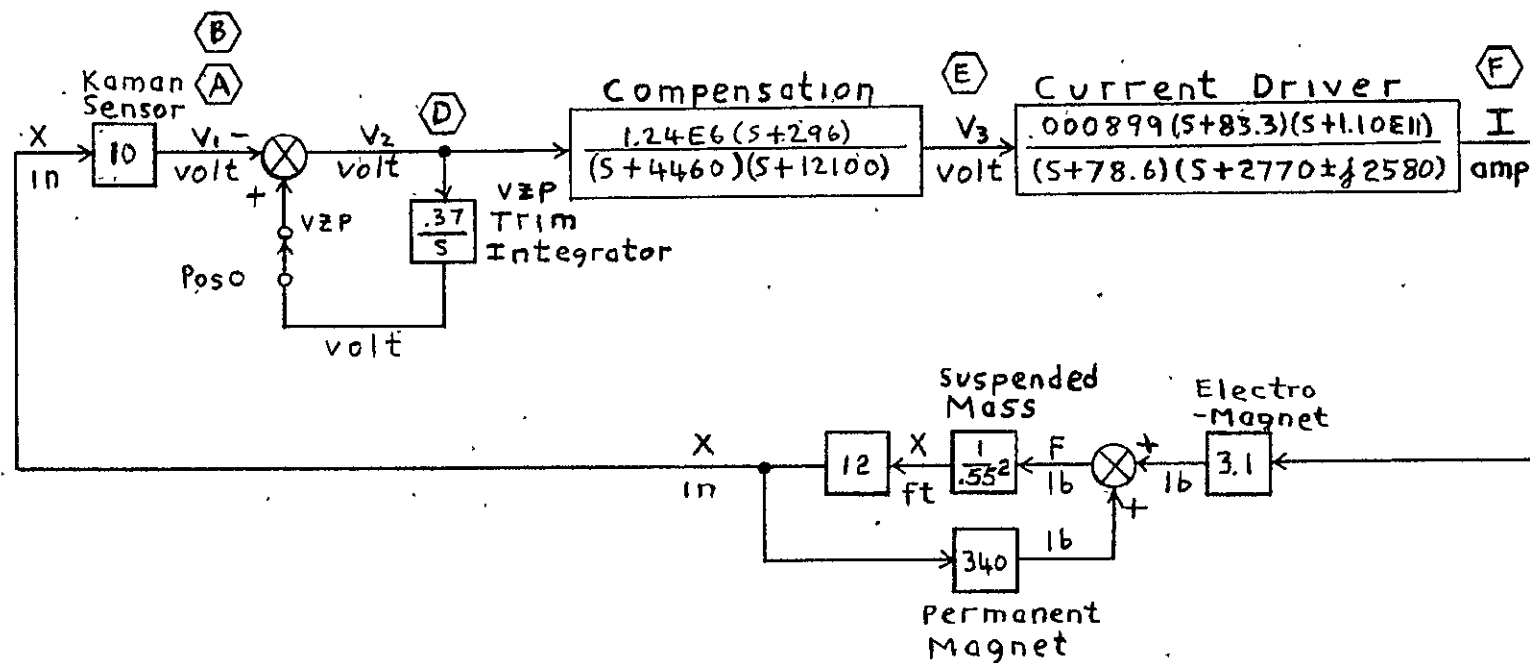 B
Kaman
Sensor
A
X
in
10
V1 -
volt
+
VZP
Poso
volt
V2
volt
D
.37
S
VZP
Trim
Integrator
Compensation
1.24E6(S+296)
(S+4460)(S+12100)
E
V3
volt
Current Driver
.000899(S+83.3)(S+1.10E11)
(S+78.6)(S+2770±j2580)
F
I
amp
X
in
12
X
ft
Suspended
Mass
1
.5S2
F
lb
+
+
lb
Electro
-Magnet
3.1
340
lb
Permanent
Magnet